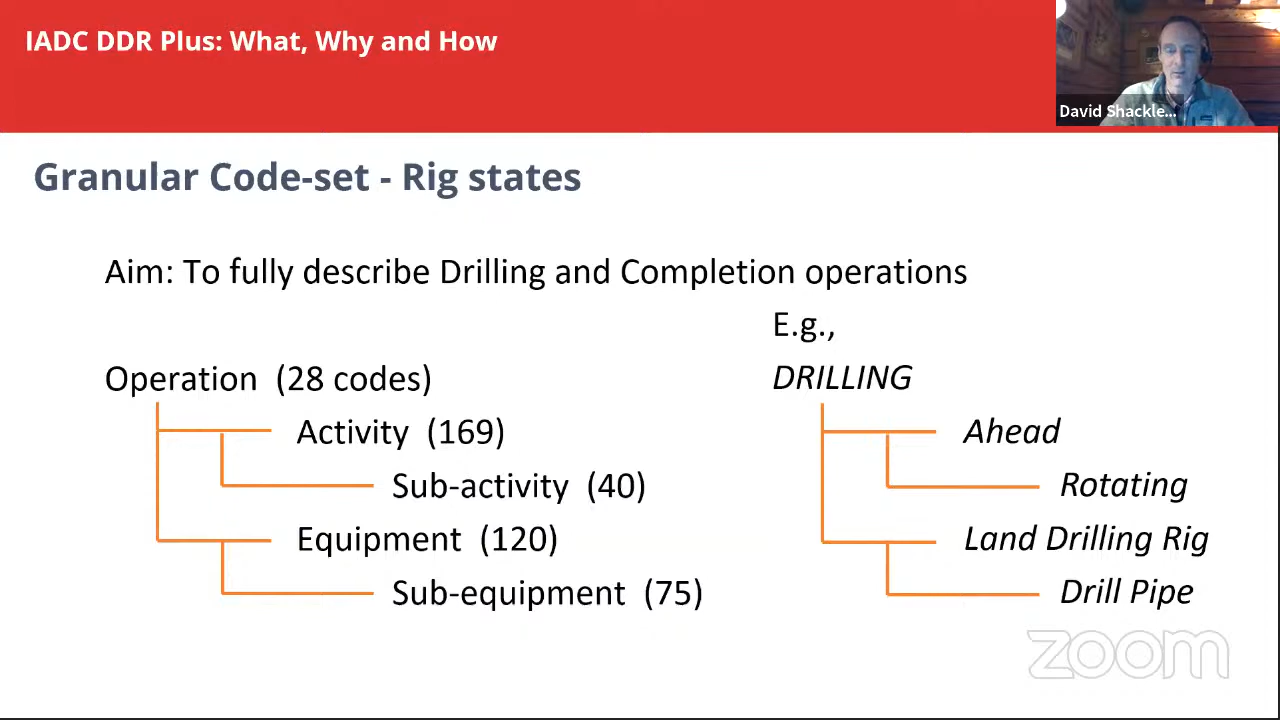 IADC DDR Plus: What, Why and How
David Shackle...
Granular Code-set - Rig states
Aim: To fully describe Drilling and Completion operations
E.g.,
Operation (28 codes)
DRILLING
Activity (169)
Ahead
Sub-activity (40)
Rotating
Equipment (120)
Land Drilling Rig
Sub-equipment (75)
Drill Pipe
zoom